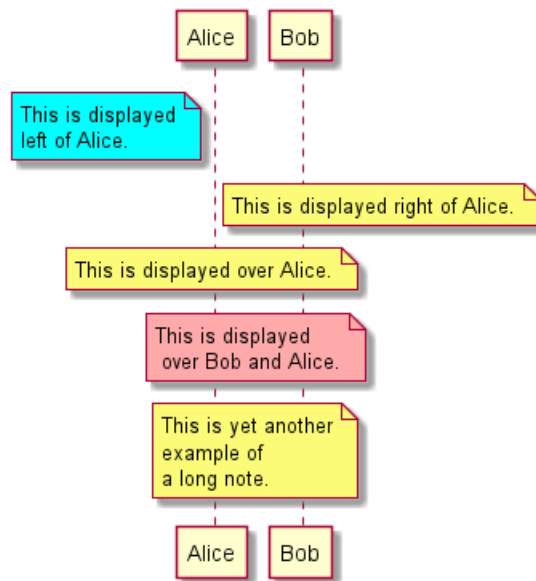 Alice Bob
This is displayed
left of Alice.
This is displayed right of Alice.
This is displayed over Alice.
This is displayed
over Bob and Alice.
This is yet another
example of
a long note.
Alice Bob